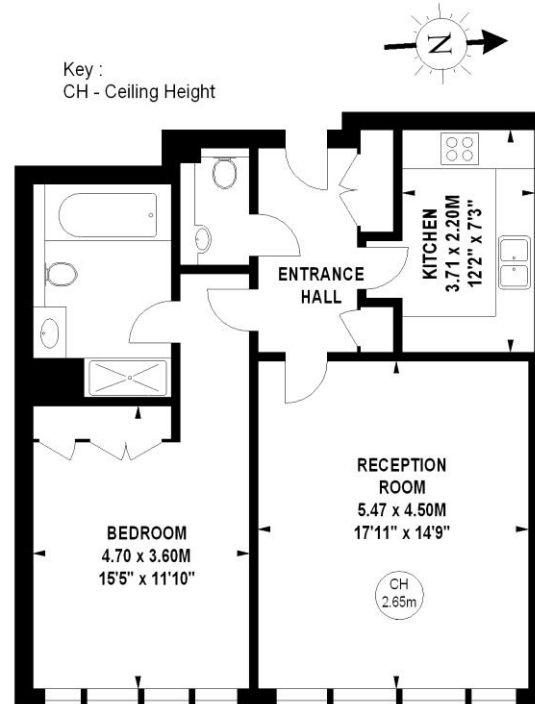 N
Key :
CH - Ceiling Height
KITCHEN
3.71 x 2.20M
12'2" x 7'3"
ENTRANCE
HALL
RECEPTION
ROOM
5.47 x 4.50M
17'11" x 14'9"
CH
2.65m
BEDROOM
4.70 x 3.60M
15'5" x 11'10"